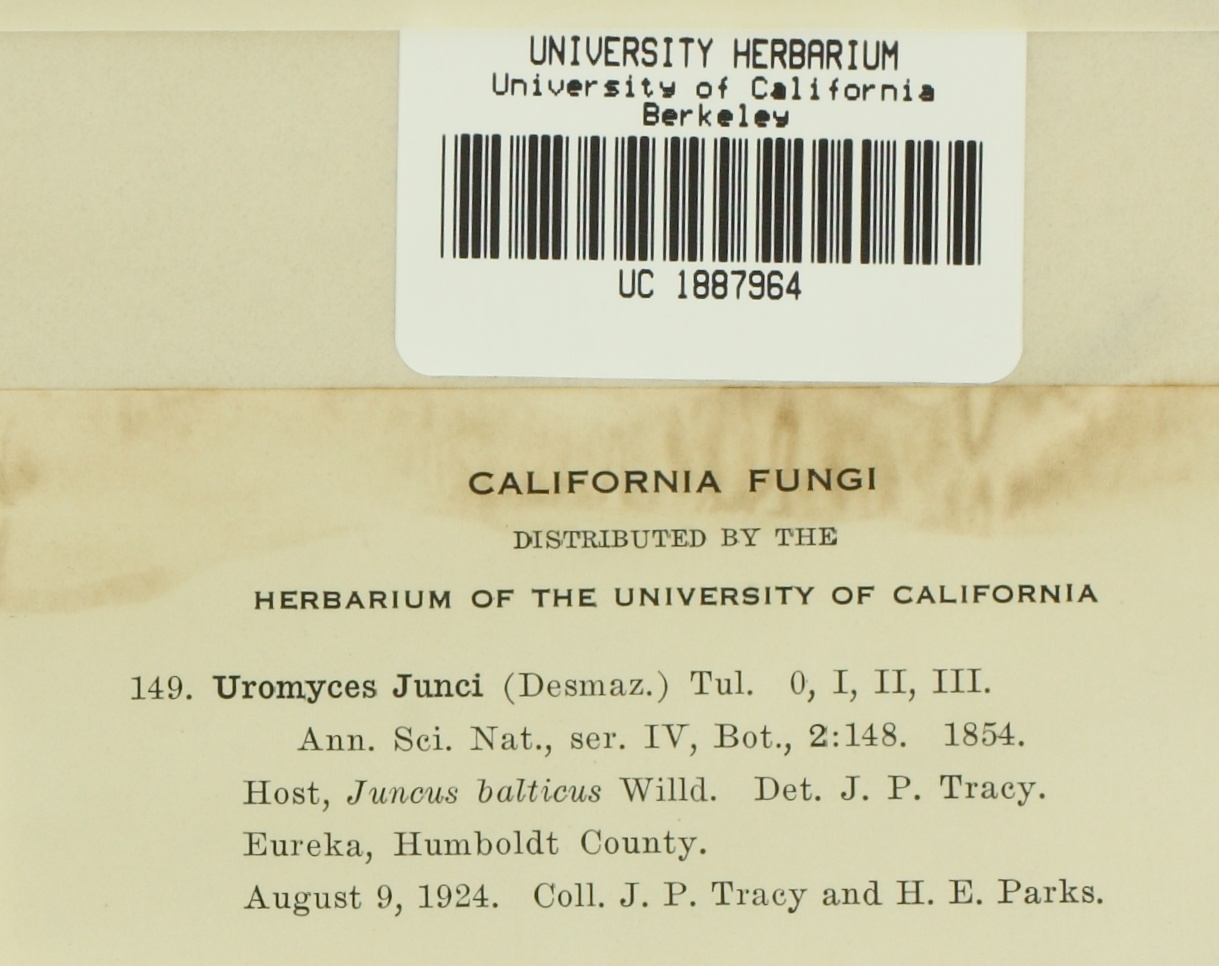 UNIVERSITY HERBARIUM
University of California
Berkeley
UC 1887964
CALIFORNIA FUNGI
DISTRIBUTED BY THE
HERBARIUM OF THE UNIVERSITY OF CALIFORNIA
149. Uromyces Junci (Desmaz.) Tul. 0, I, II, III.
Ann. Sci. Nat., ser. IV, Bot., 2:148. 1854.
Host, Juncus balticus Willd. Det. J. P. Tracy.
Eureka, Humboldt County.
August 9, 1924. Coll. J. P. Tracy and H. E. Parks.